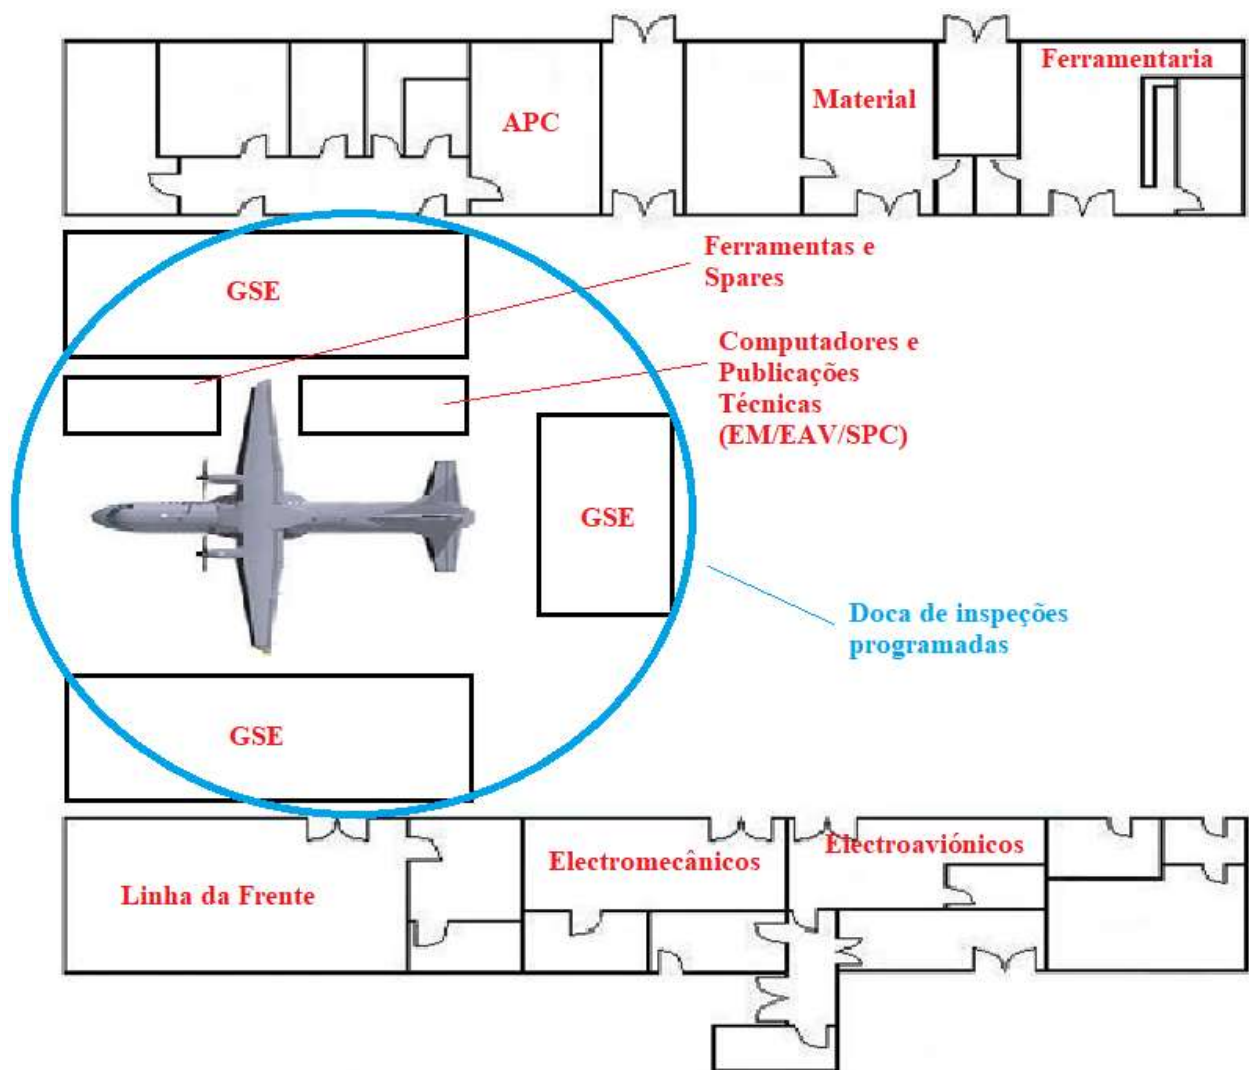 Ferramentaria
Material
APC
Ferramentas e
Spares
GSE
Computadores e
Publicações
Técnicas
(EM/EAV/SPC)
GSE
Doca de inspeções
programadas
GSE
Electromecânicos
Electroaviónicos
Linha da Frente